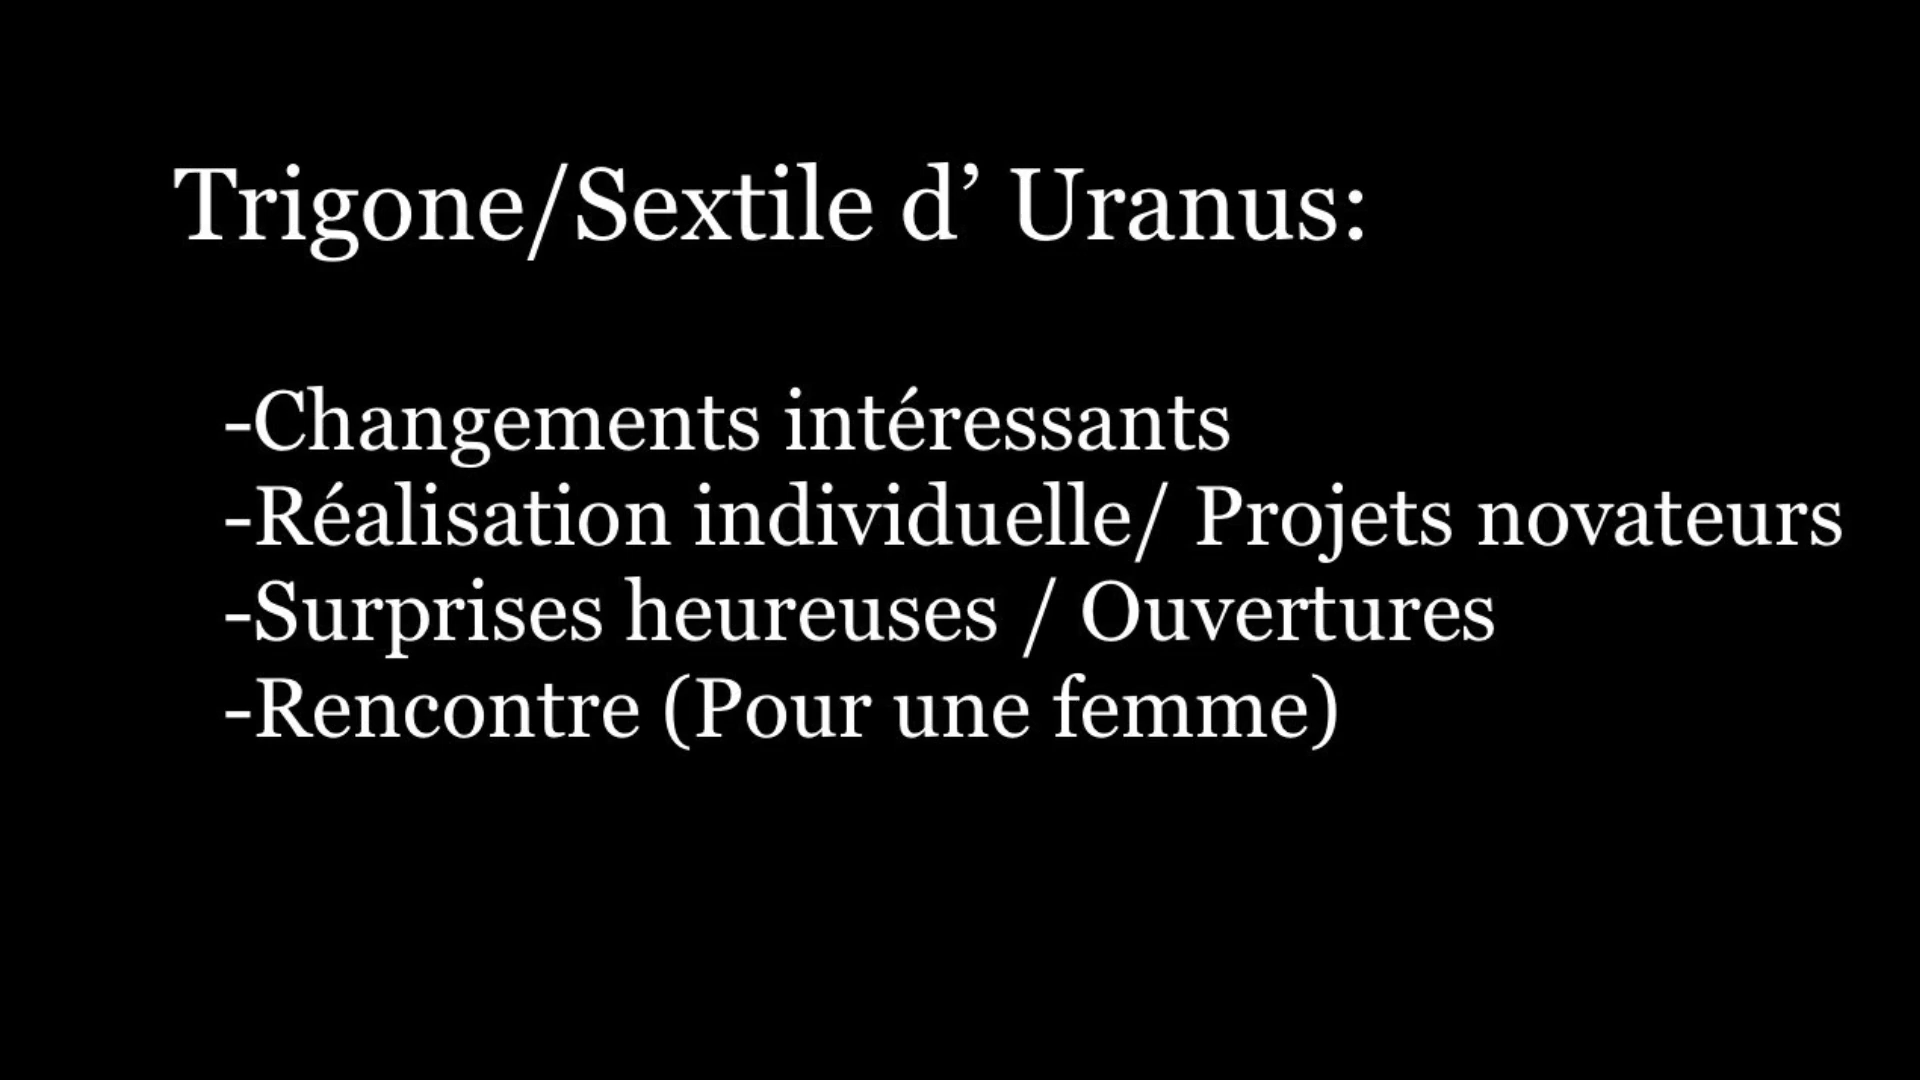 Trigone/Sextile d’ Uranus:
-Changements intéressants
-Réalisation individuelle/ Projets novateurs
-Surprises heureuses / Ouvertures
-Rencontre (Pour une femme)